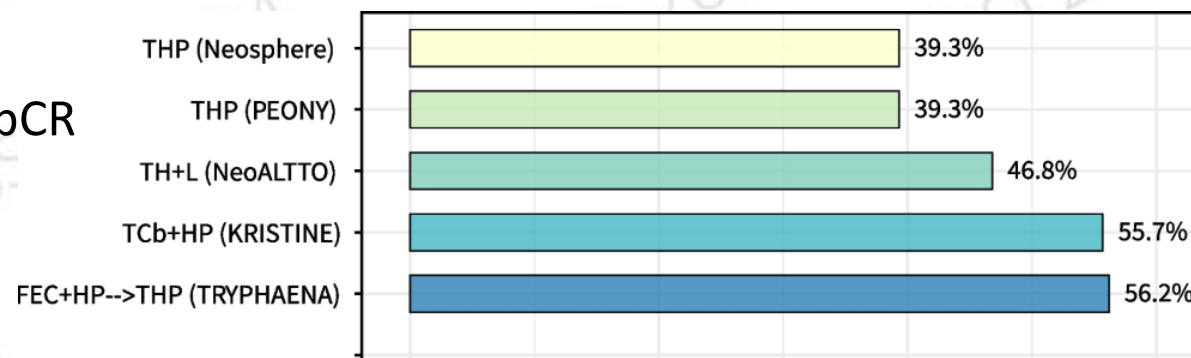 THP (Neosphere) 39.3%
THP (PEONY) 39.3%
pCR
TH+L (NeoALTTO) 46.8%
TCb+HP (KRISTINE) 55.7%
FEC+HP-->THP (TRYPHAENA) 56.2%